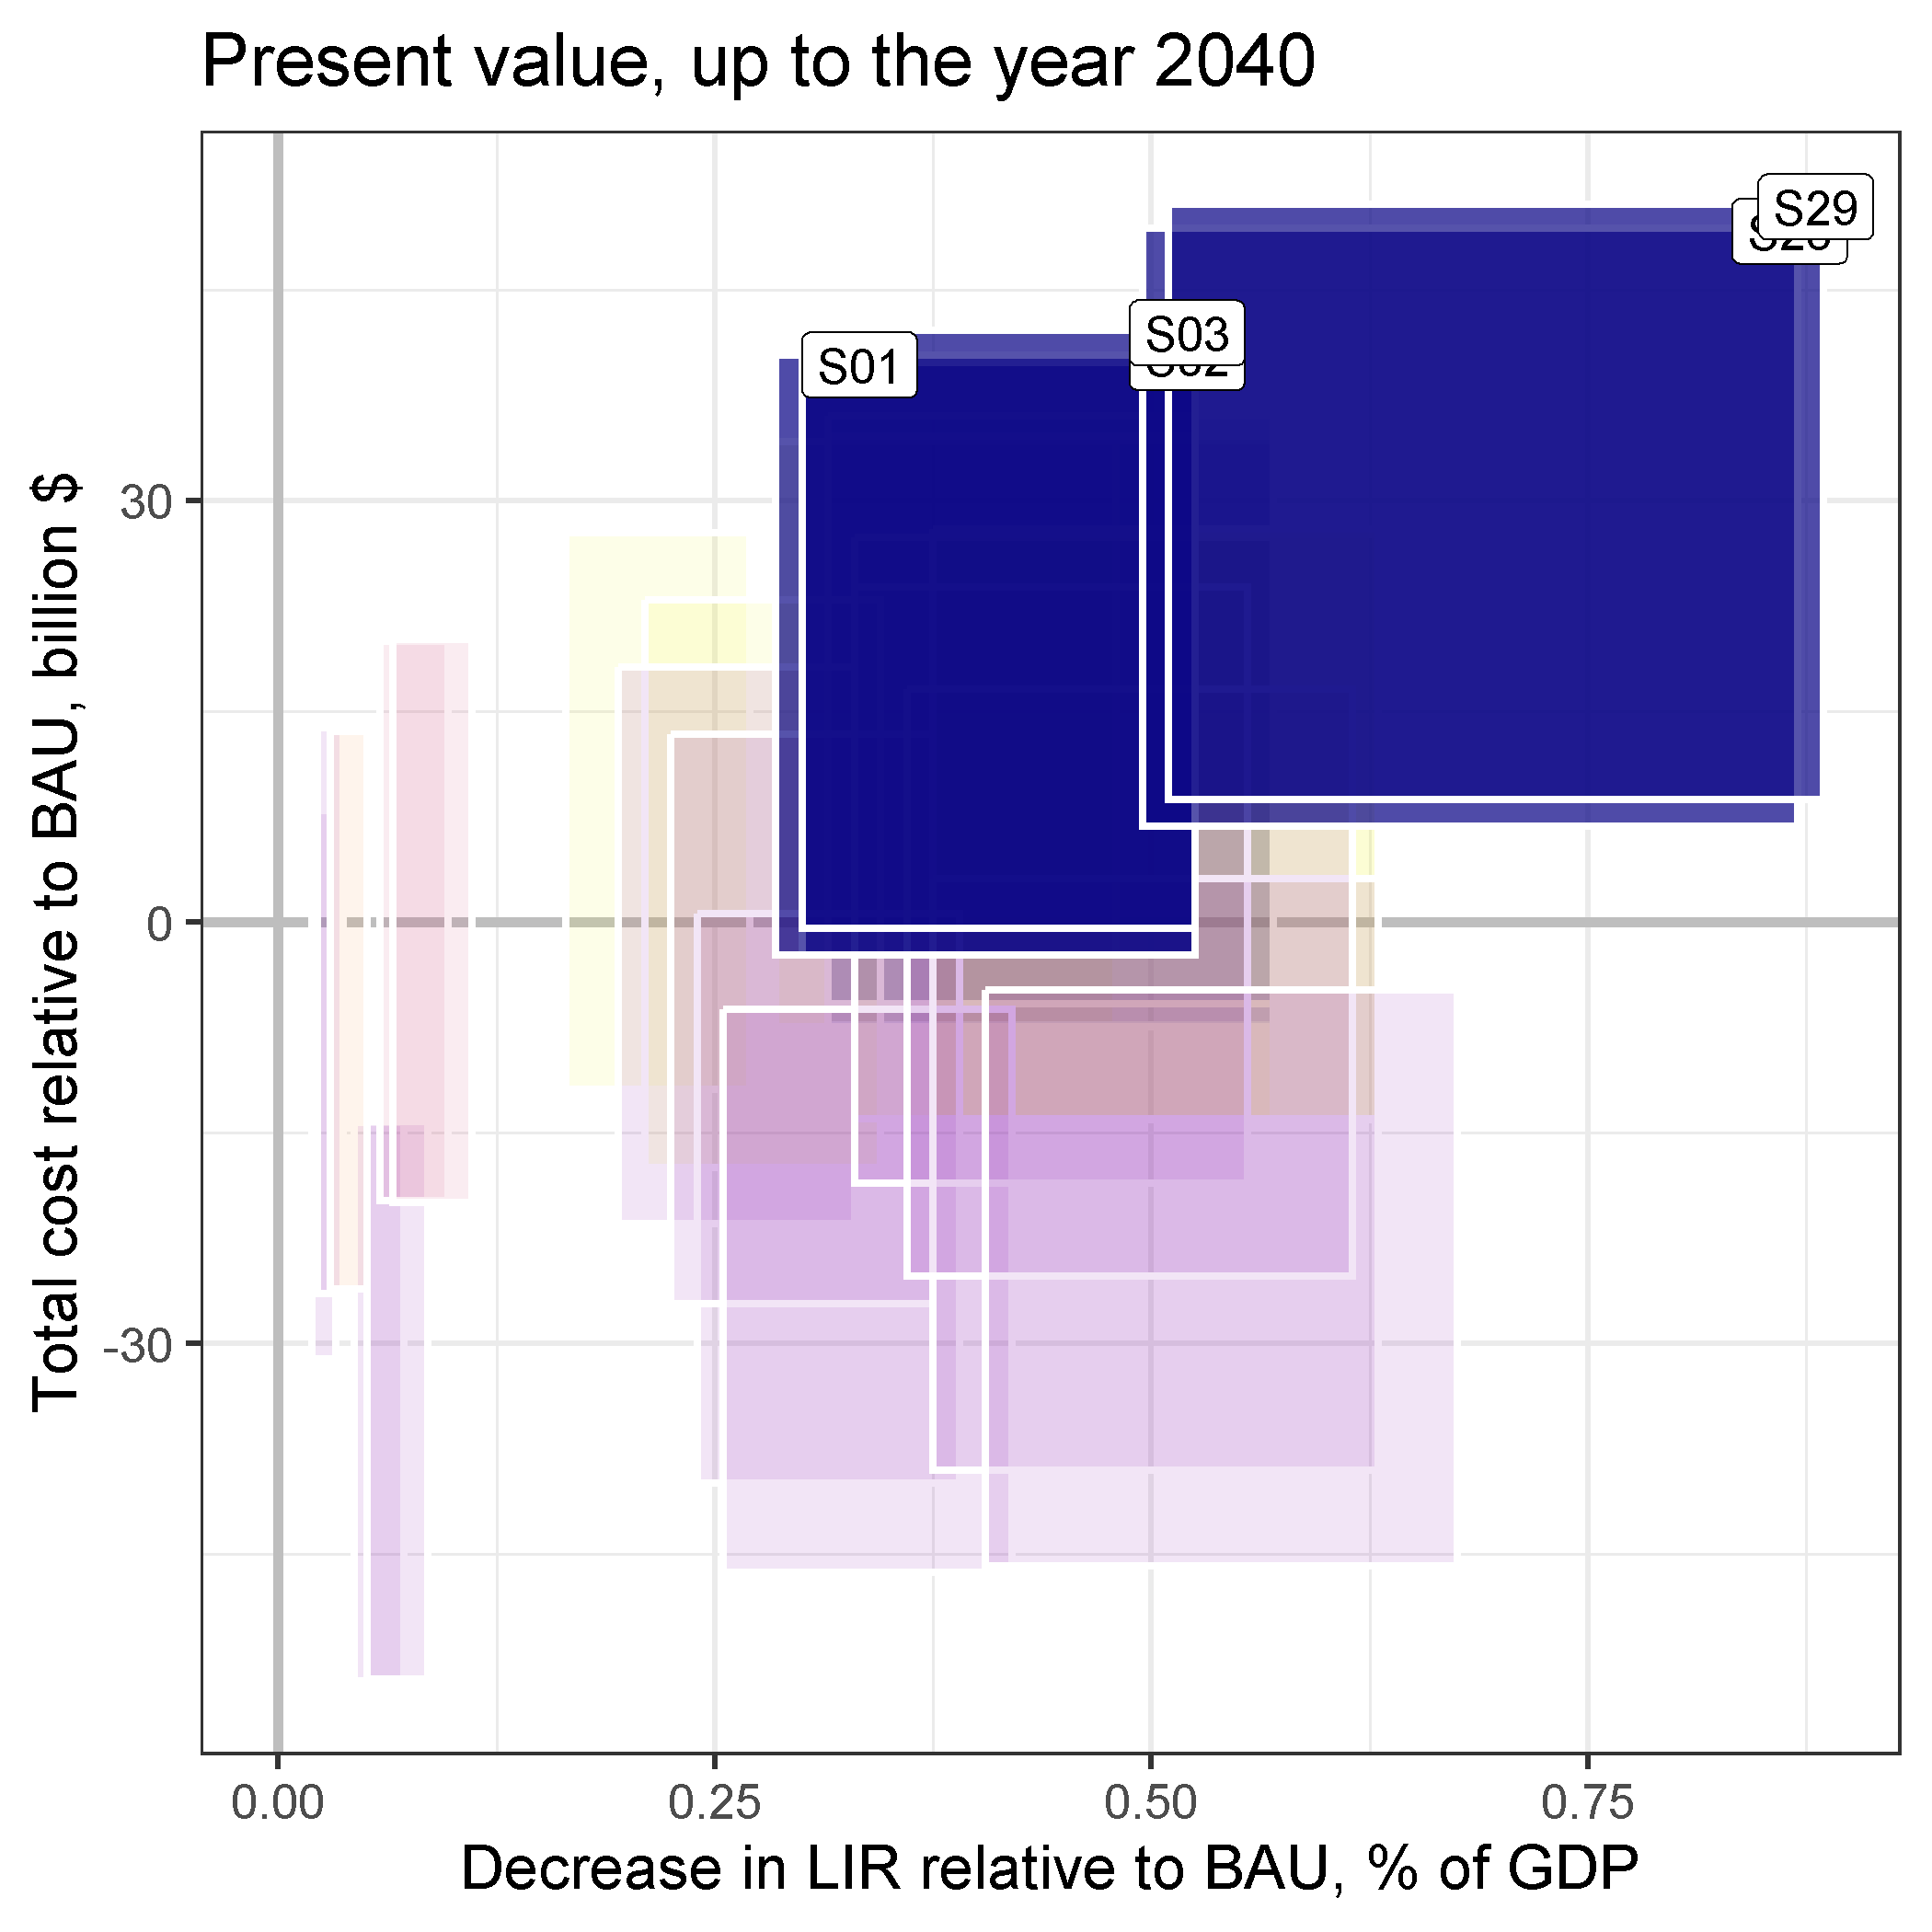 Present value, up to the year 2040
Total cost relative to BAU, billion $
30
0
-30
S29
S03
S01
0.00 0.25 0.50 0.75
Decrease in LIR relative to BAU, % of GDP